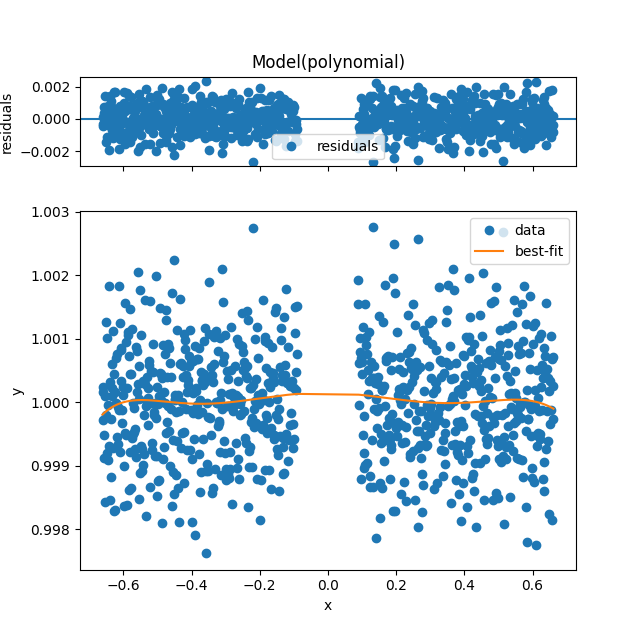 Model(polynomial)
residuals
0.002
0.000
−0.002
residuals
y
1.003
1.002
1.001
1.000
0.999
0.998
data
best-fit
−0.6
−0.4
−0.2
0.0
0.2
0.4
0.6
x